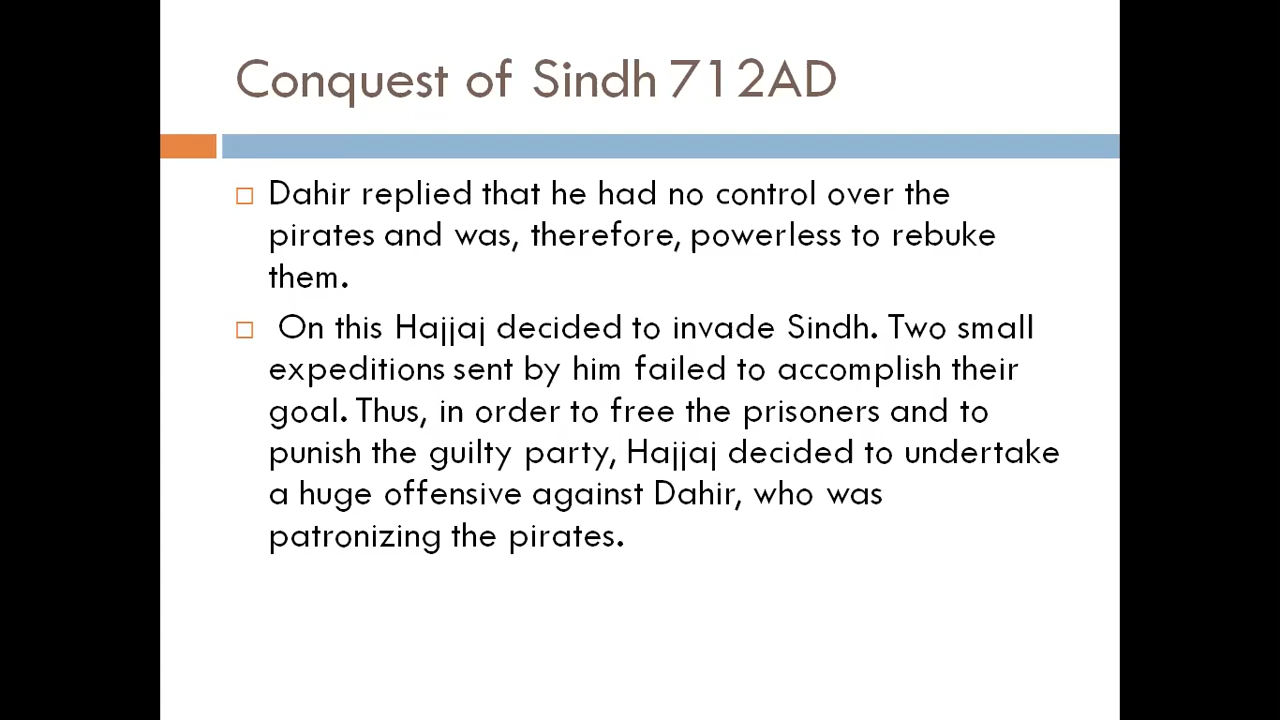 Conquest of Sindh 712AD
Dahir replied that he had no control over the
pirates and was, therefore, powerless to rebuke
them.
On this Hajjaj decided to invade Sindh. Two small
expeditions sent by him failed to accomplish their
goal. Thus, in order to free the prisoners and to
punish the guilty party, Hajjaj decided to undertake
a huge offensive against Dahir, who was
patronizing the pirates.